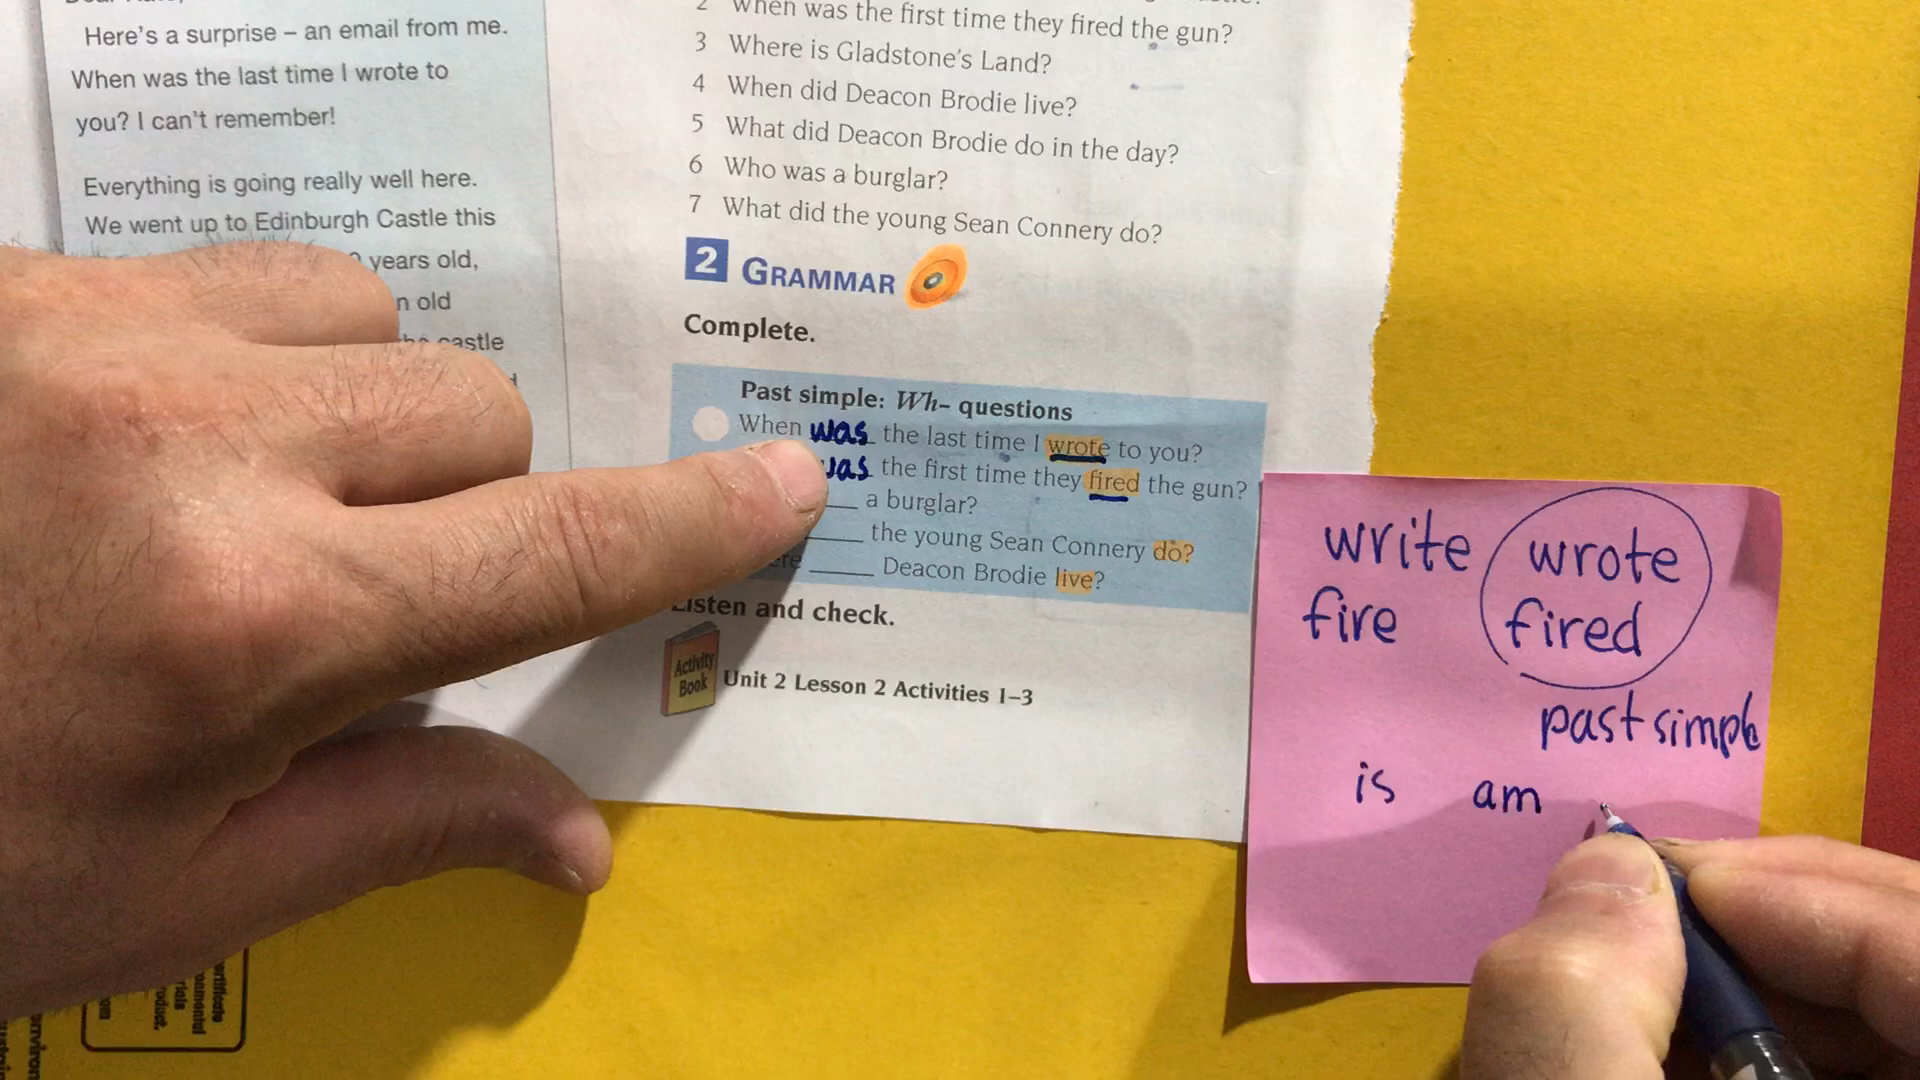 Here's a surprise – an email from me.
When was the last time I wrote to
you? I can't remember!
Everything is going really well here.
We went up to Edinburgh Castle this
years old,
n old
castle
2 When was the first time they fired the gun?
3 Where is Gladstone's Land?
4 When did Deacon Brodie live?
5 What did Deacon Brodie do in the day?
6 Who was a burglar?
7 What did the young Sean Connery do?
2 GRAMMAR
Complete.
Past simple: Wh- questions
When was the last time I wrote to you?
was the first time they fired the gun?
___ a burglar?
____ the young Sean Connery do?
ere ____ Deacon Brodie live?
Listen and check.
Activity
Book
Unit 2 Lesson 2 Activities 1–3
write wrote
fire fired
past simple
is am